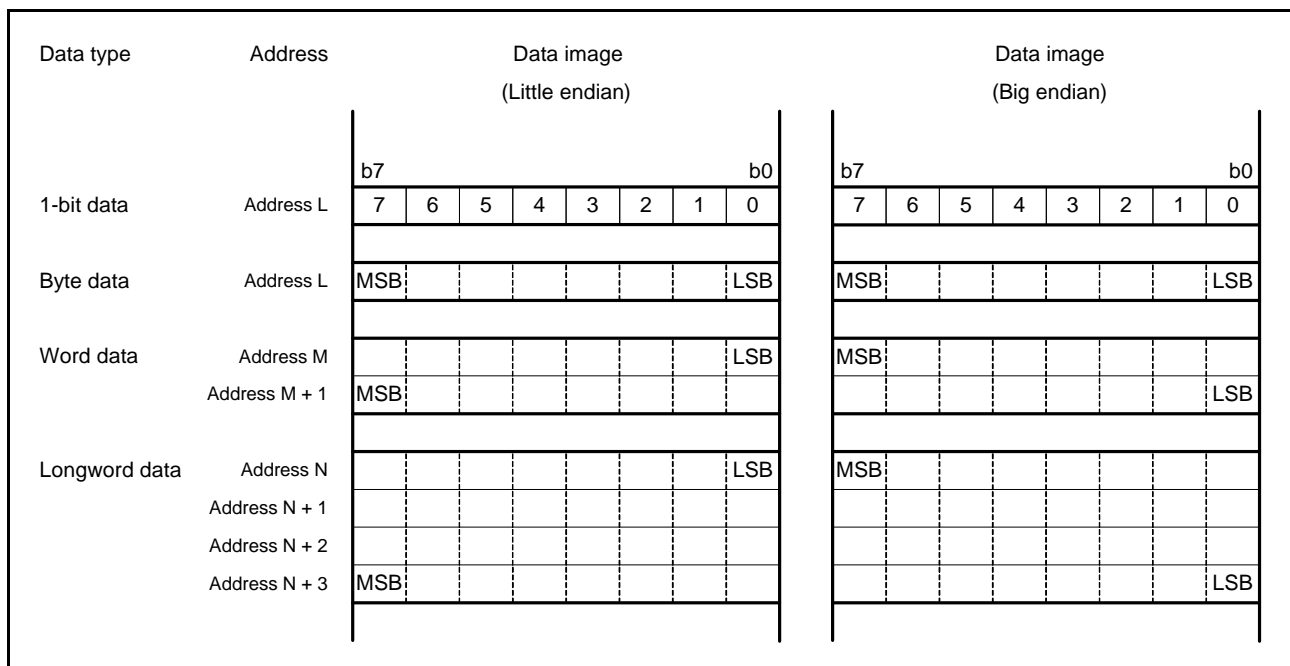 Data type Address Data image Data image
(Little endian) (Big endian)
b7 b0 b7 b0
1-bit data Address L 7 6 5 4 3 2 1 0 7 6 5 4 3 2 1 0
Byte data Address L MSB LSB MSB LSB
Word data Address M LSB MSB
Address M + 1 MSB LSB
Longword data Address N LSB MSB
Address N + 1
Address N + 2
Address N + 3 MSB LSB